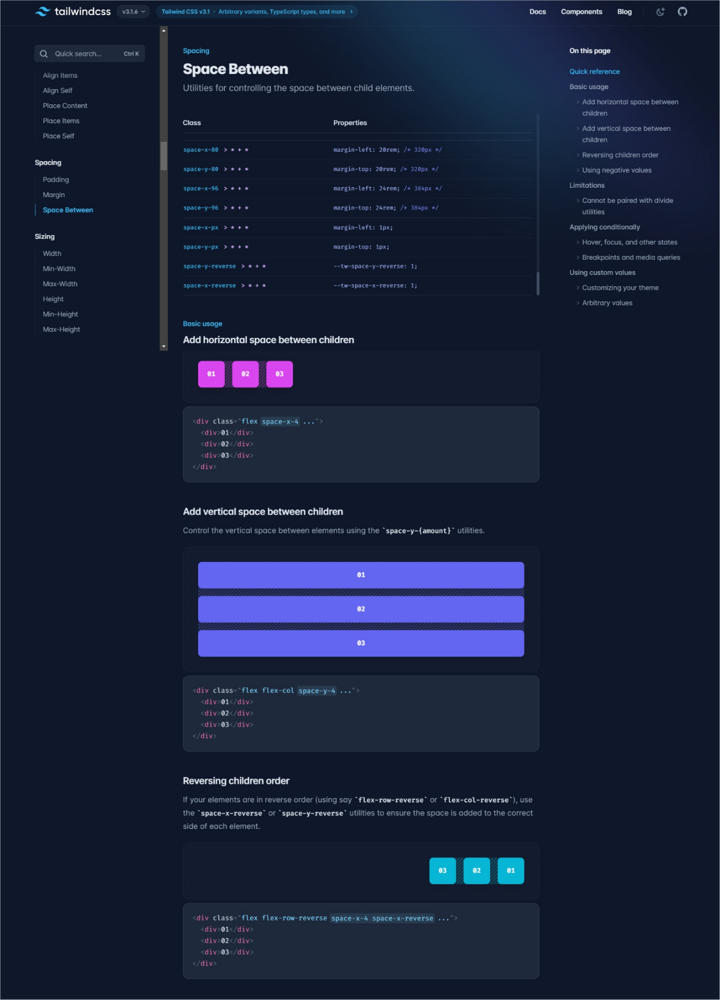 tailwindcss
v3.1.6
Tailwind CSS v3.1 · Arbitrary variants, TypeScript types, and more
Docs
Components
Blog
Quick search...
Ctrl K
Align Items
Align Self
Place Content
Place Items
Place Self
Spacing
Padding
Margin
Space Between
Sizing
Width
Min-Width
Max-Width
Height
Min-Height
Max-Height
Spacing
Space Between
Utilities for controlling the space between child elements.
Class Properties
space-x-80 > * + * margin-left: 20rem; /* 320px */
space-y-80 > * + * margin-top: 20rem; /* 320px */
space-x-96 > * + * margin-left: 24rem; /* 384px */
space-y-96 > * + * margin-top: 24rem; /* 384px */
space-x-px > * + * margin-left: 1px;
space-y-px > * + * margin-top: 1px;
space-y-reverse > * + * --tw-space-y-reverse: 1;
space-x-reverse > * + * --tw-space-x-reverse: 1;
Basic usage
Add horizontal space between children
01 02 03
<div class="flex space-x-4 ...">
  <div>01</div>
  <div>02</div>
  <div>03</div>
</div>
Add vertical space between children
Control the vertical space between elements using the `space-y-{amount}` utilities.
01
02
03
<div class="flex flex-col space-y-4 ...">
  <div>01</div>
  <div>02</div>
  <div>03</div>
</div>
Reversing children order
If your elements are in reverse order (using say `flex-row-reverse` or `flex-col-reverse`), use
the `space-x-reverse` or `space-y-reverse` utilities to ensure the space is added to the correct
side of each element.
03 02 01
<div class="flex flex-row-reverse space-x-4 space-x-reverse ...">
  <div>01</div>
  <div>02</div>
  <div>03</div>
</div>
On this page
Quick reference
Basic usage
Add horizontal space between
children
Add vertical space between
children
Reversing children order
Using negative values
Limitations
Cannot be paired with divide
utilities
Applying conditionally
Hover, focus, and other states
Breakpoints and media queries
Using custom values
Customizing your theme
Arbitrary values